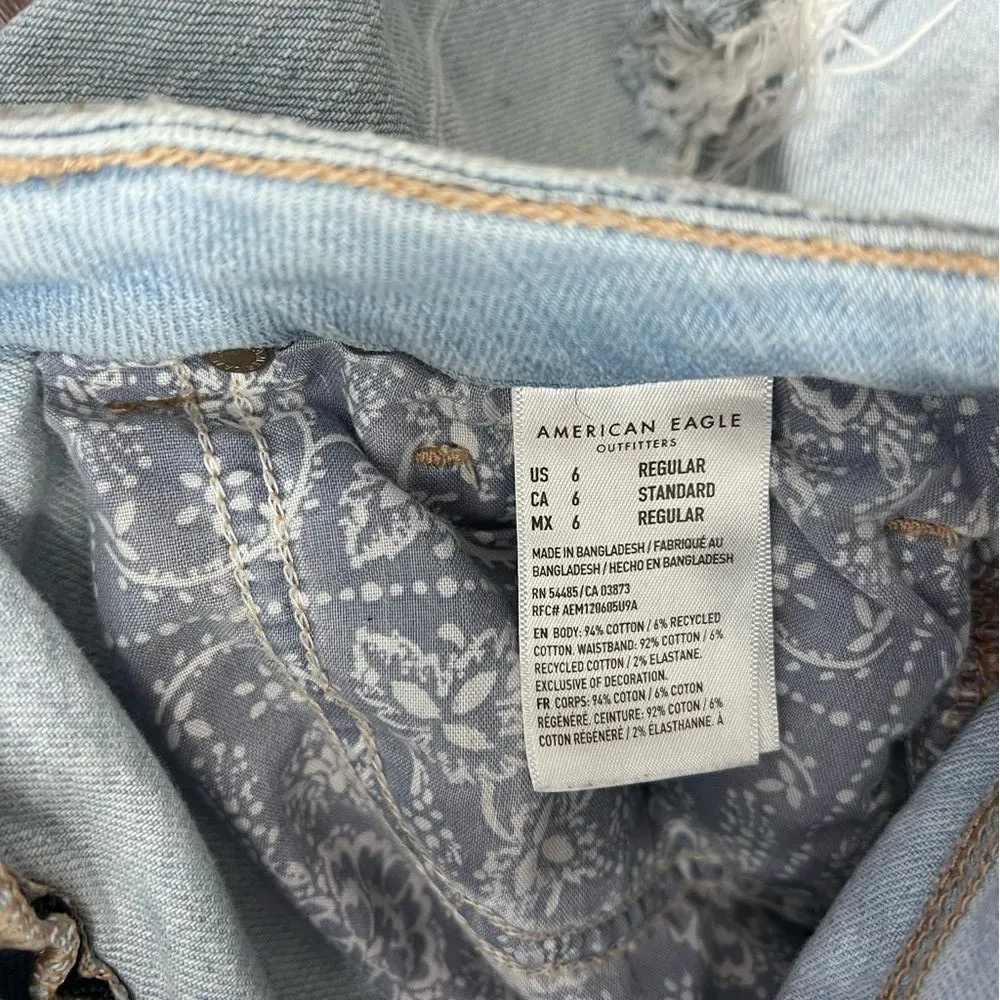 AMERICAN EAGLE
OUTFITTERS
US 6 REGULAR
CA 6 STANDARD
MX 6 REGULAR
MADE IN BANGLADESH / FABRIQUÉ AU
BANGLADESH / HECHO EN BANGLADESH
RN 54485/CA 03873
RFC# AEM120605U9A
EN BODY: 94% COTTON / 6% RECYCLED
COTTON. WAISTBAND: 92% COTTON / 6%
RECYCLED COTTON / 2% ELASTANE.
EXCLUSIVE OF DECORATION.
FR CORPS: 94% COTON / 6% COTON
RÉGÉNÉRÉ. CEINTURE: 92% COTON / 6%
COTON RÉGÉNÉRÉ / 2% ÉLASTHANNE. À